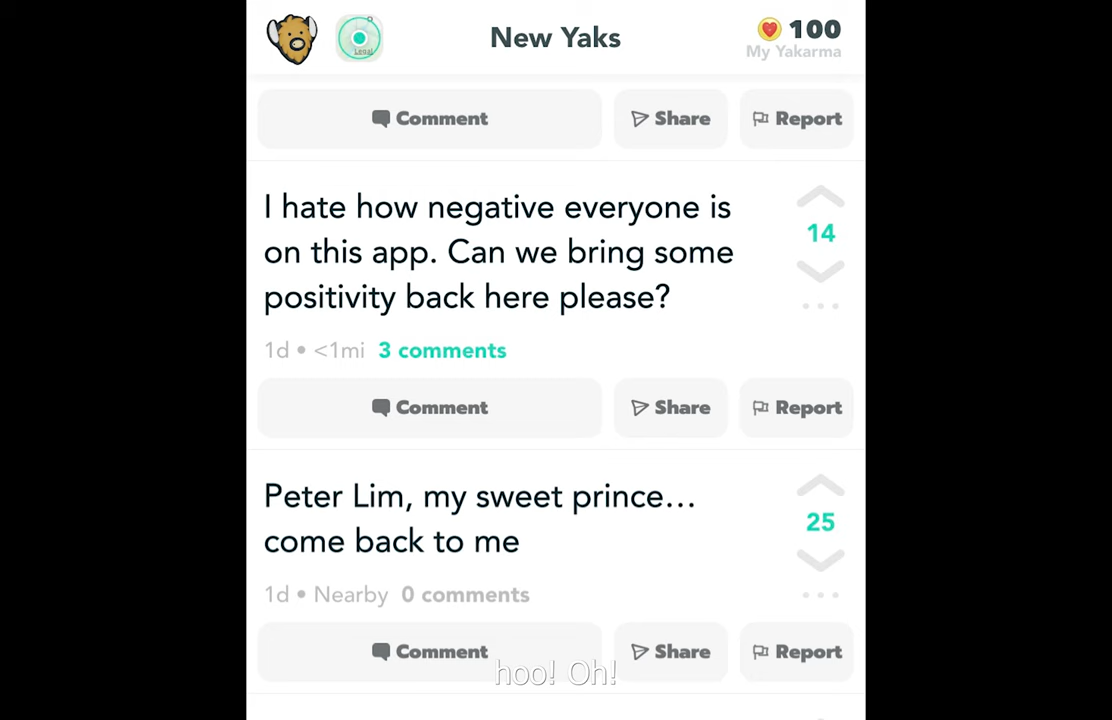 Legal
New Yaks
100
My Yakarma
Comment
Share
Report
I hate how negative everyone is
on this app. Can we bring some
positivity back here please?
14
1d • <1mi 3 comments
Comment
Share
Report
Peter Lim, my sweet prince...
come back to me
25
1d • Nearby 0 comments
Comment
Share
Report
hoo! Oh!